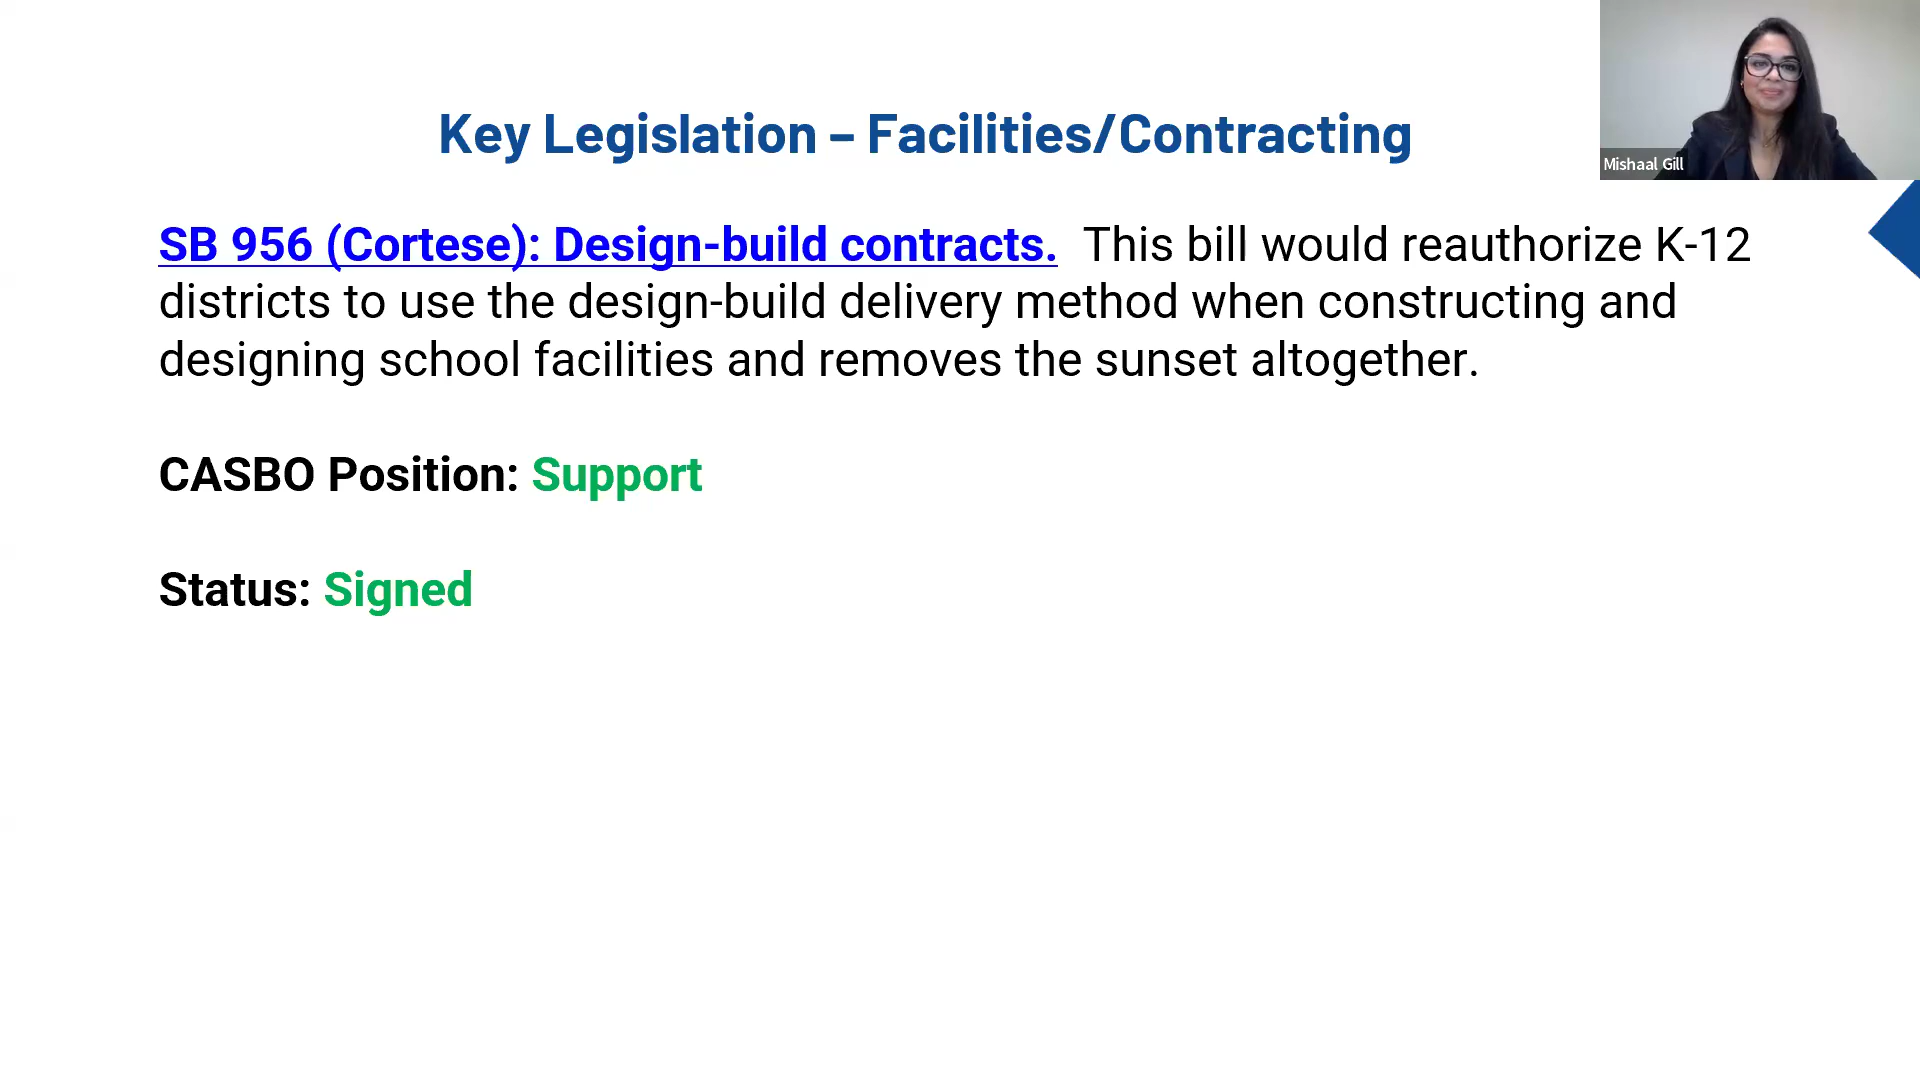 Key Legislation – Facilities/Contracting
Mishaal Gill
SB 956 (Cortese): Design-build contracts. This bill would reauthorize K-12
districts to use the design-build delivery method when constructing and
designing school facilities and removes the sunset altogether.
CASBO Position: Support
Status: Signed